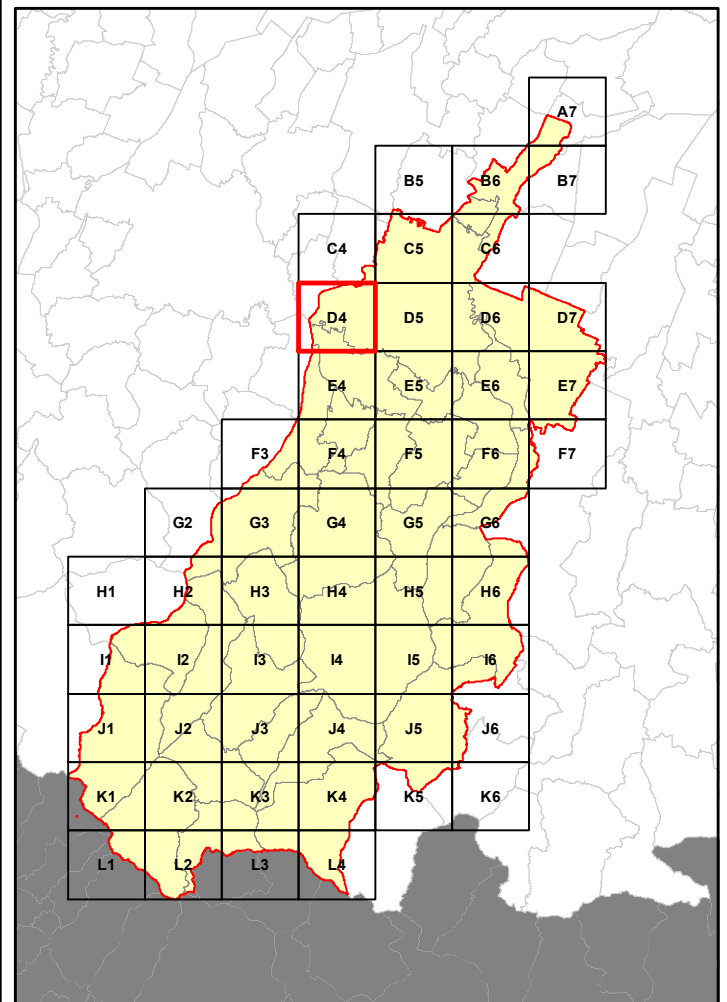 A7
B5 B6 B7
C4 C5 C6
D4 D5 D6 D7
E4 E5 E6 E7
F3 F4 F5 F6 F7
G2 G3 G4 G5 G6
H1 H2 H3 H4 H5 H6
I1 I2 I3 I4 I5 I6
J1 J2 J3 J4 J5 J6
K1 K2 K3 K4 K5 K6
L1 L2 L3 L4